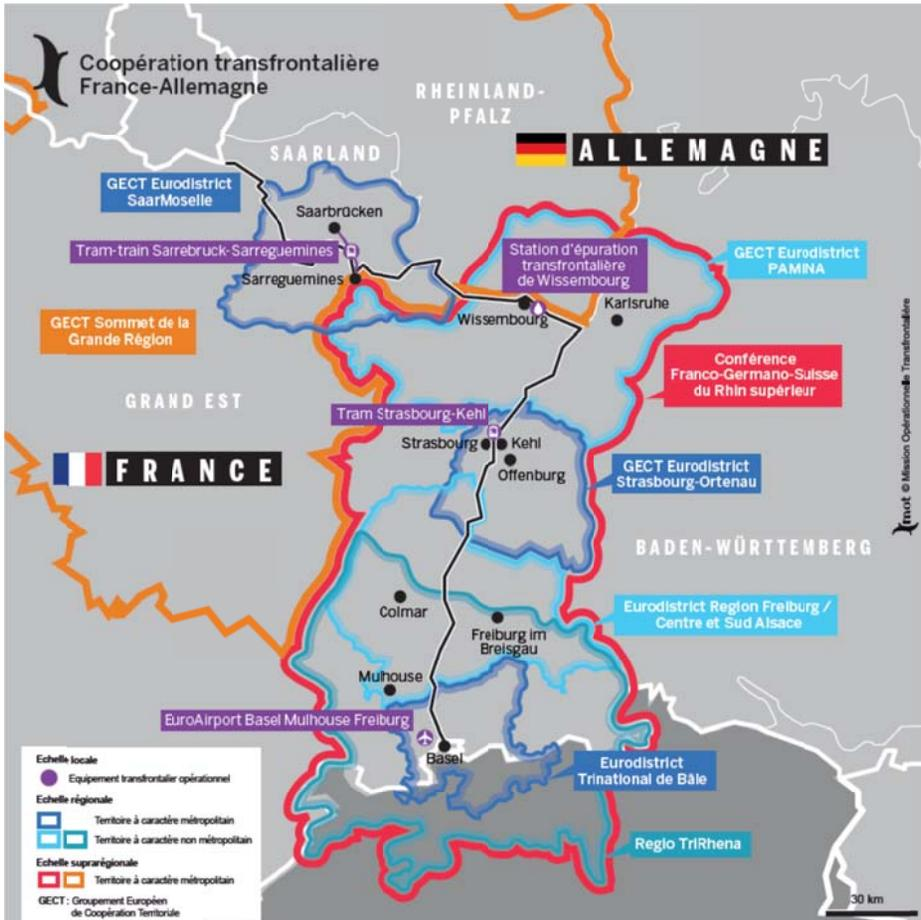 Coopération transfrontalière
France-Allemagne
RHEINLAND-
PFALZ
SAARLAND
ALLEMAGNE
GECT Eurodistrict
SaarMoselle
Saarbrücken
Tram-train Sarrebruck-Sarreguemines
Station d'épuration
transfrontalière
de Wissembourg
GECT Eurodistrict
PAMINA
Sarreguemines
Wissembourg
Karlsruhe
GECT Sommet de la
Grande Région
Conférence
Franco-Germano-Suisse
du Rhin supérieur
GRAND EST
Tram Strasbourg-Kehl
Strasbourg
Kehl
Offenburg
FRANCE
GECT Eurodistrict
Strasbourg-Ortenau
mot © Mission Opérationnelle Transfrontalière
BADEN-WÜRTTEMBERG
Colmar
Eurodistrict Region Freiburg /
Centre et Sud Alsace
Freiburg im
Breisgau
Mulhouse
EuroAirport Basel Mulhouse Freiburg
Basel
Eurodistrict
Trinational de Bâle
Regio TriRhena
Echelle locale
Equipement transfrontalier opérationnel
Echelle régionale
Territoire à caractère métropolitain
Territoire à caractère non métropolitain
Echelle suprarégionale
Territoire à caractère métropolitain
GECT : Groupement Européen
de Coopération Territoriale
30 km